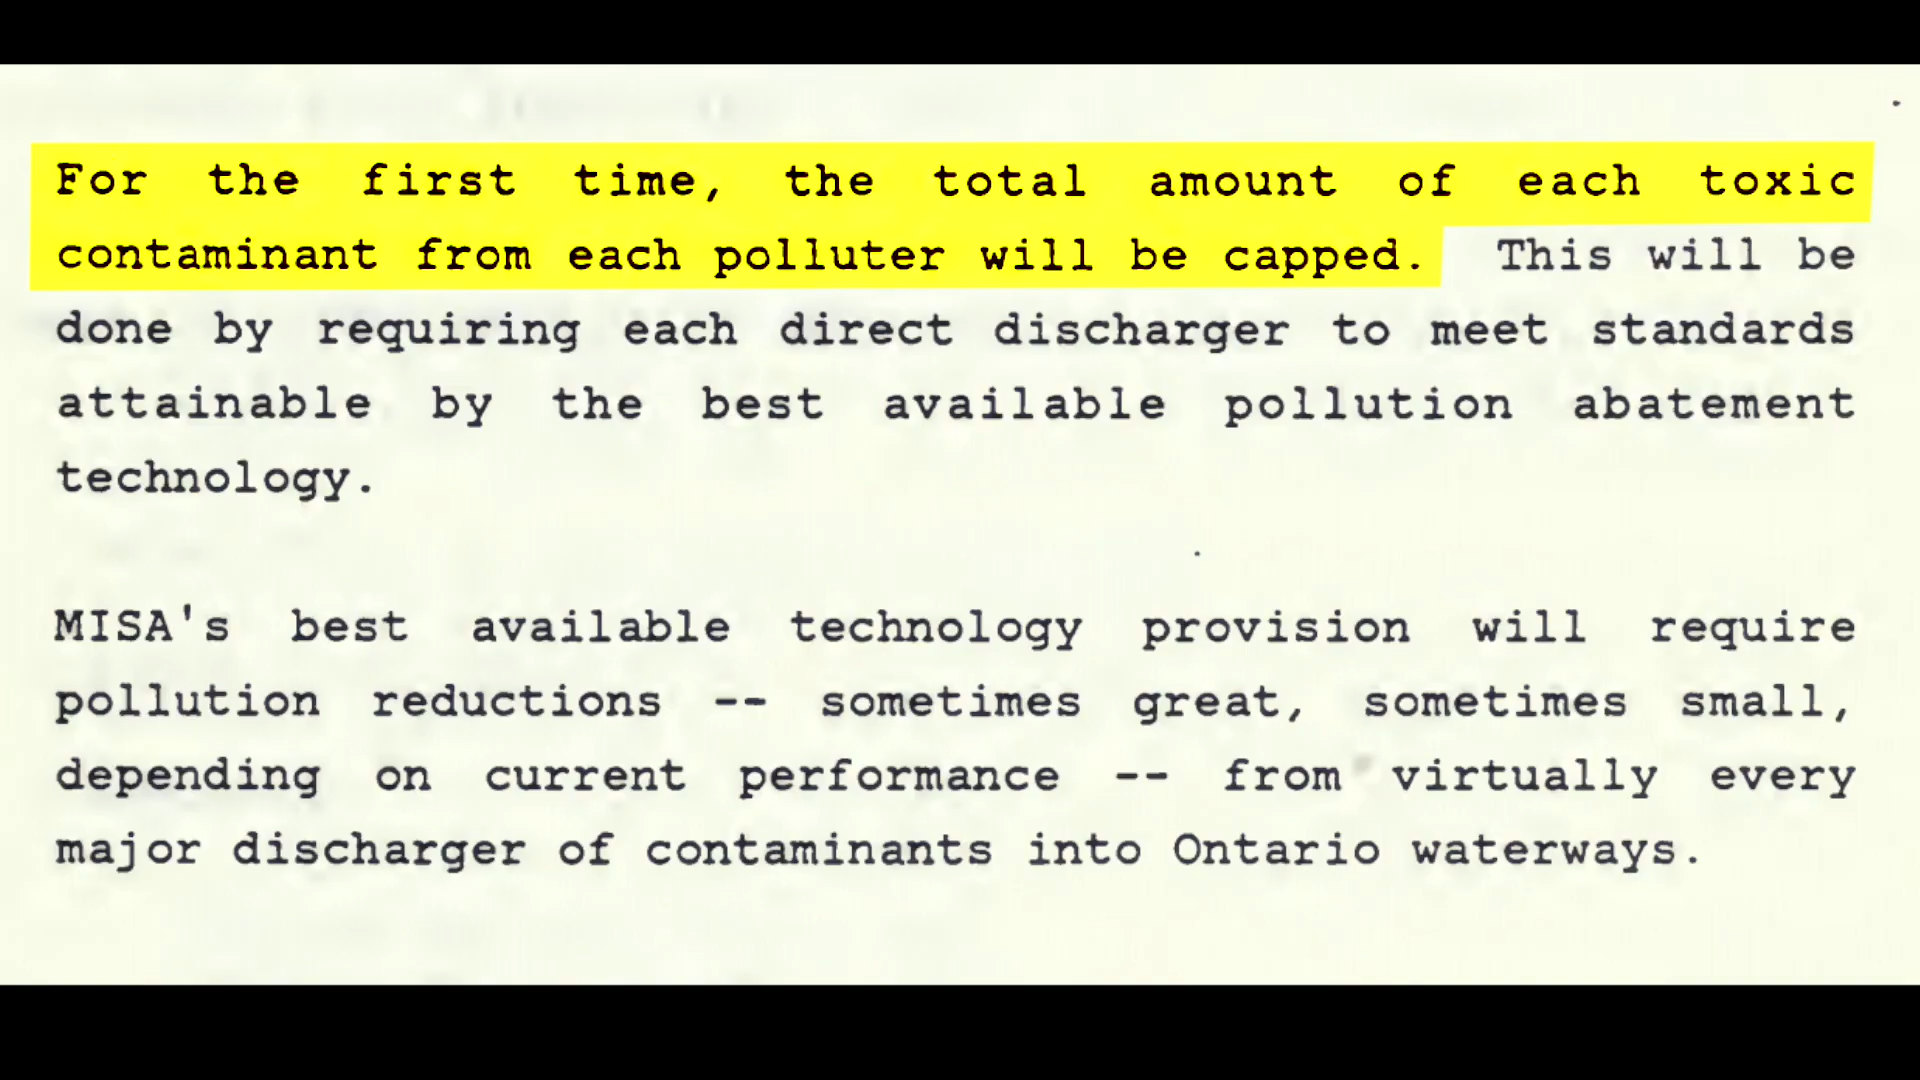 For the first time, the total amount of each toxic
contaminant from each polluter will be capped. This will be
done by requiring each direct discharger to meet standards
attainable by the best available pollution abatement
technology.
MISA's best available technology provision will require
pollution reductions -- sometimes great, sometimes small,
depending on current performance -- from virtually every
major discharger of contaminants into Ontario waterways.